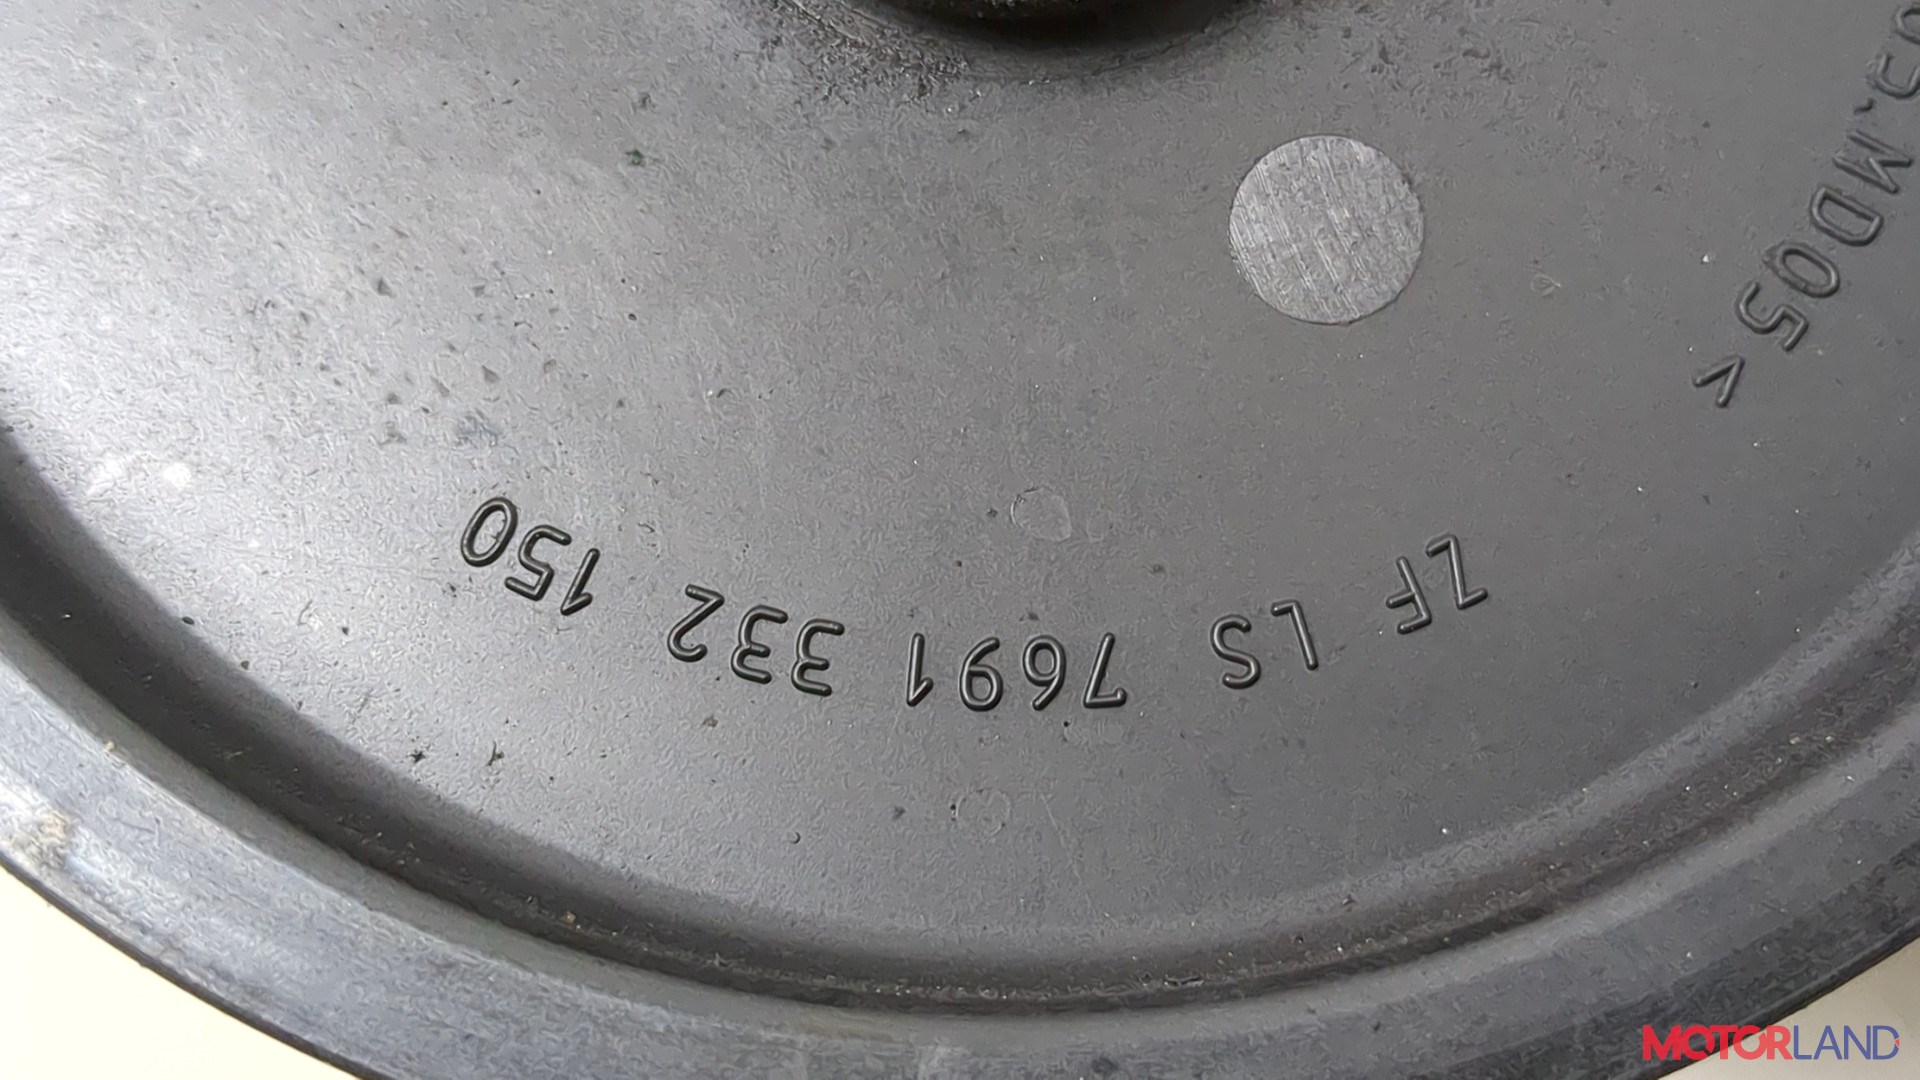 ZF LS 7691 332 150
.MD05<
MOTORLAND